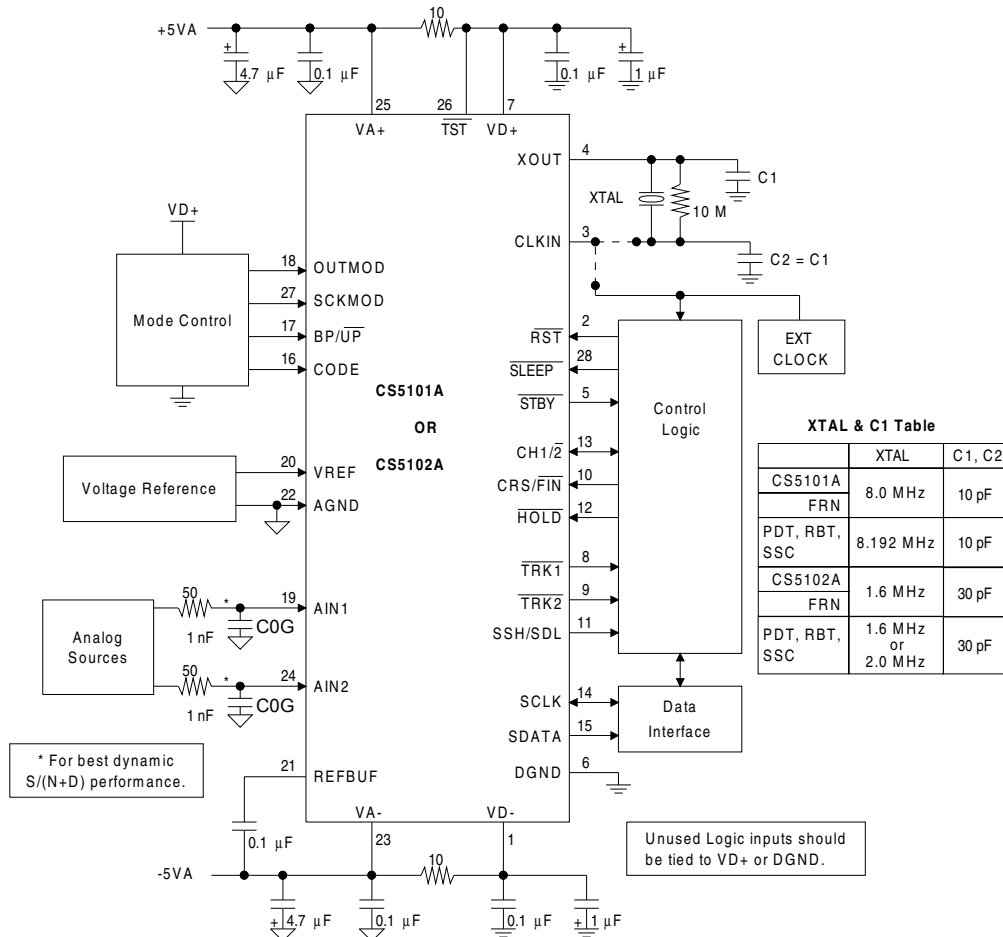 10
+5VA
+
4.7 µF
0.1 µF
0.1 µF
+
1 µF
25
26
7
VA+
TST
VD+
XOUT
4
C1
XTAL
10 M
CLKIN
3
C2 = C1
VD+
Mode Control
18
OUTMOD
27
SCKMOD
17
BP/UP
16
CODE
CS5101A
OR
CS5102A
RST
2
SLEEP
28
STBY
5
CH1/2
13
CRS/FIN
10
HOLD
12
TRK1
8
TRK2
9
SSH/SDL
11
Control
Logic
EXT
CLOCK
Voltage Reference
20
VREF
22
AGND
XTAL & C1 Table
XTAL C1, C2
CS5101A
FRN
8.0 MHz 10 pF
PDT, RBT,
SSC
8.192 MHz 10 pF
CS5102A
FRN
1.6 MHz 30 pF
PDT, RBT,
SSC
1.6 MHz
or
2.0 MHz
30 pF
Analog
Sources
50
*
19
AIN1
1 nF
C0G
50
*
24
AIN2
1 nF
C0G
SCLK
14
SDATA
15
Data
Interface
DGND
6
* For best dynamic
S/(N+D) performance.
21
REFBUF
0.1 µF
VA-
23
VD-
1
Unused Logic inputs should
be tied to VD+ or DGND.
-5VA
10
+
4.7 µF
0.1 µF
0.1 µF
+
1 µF